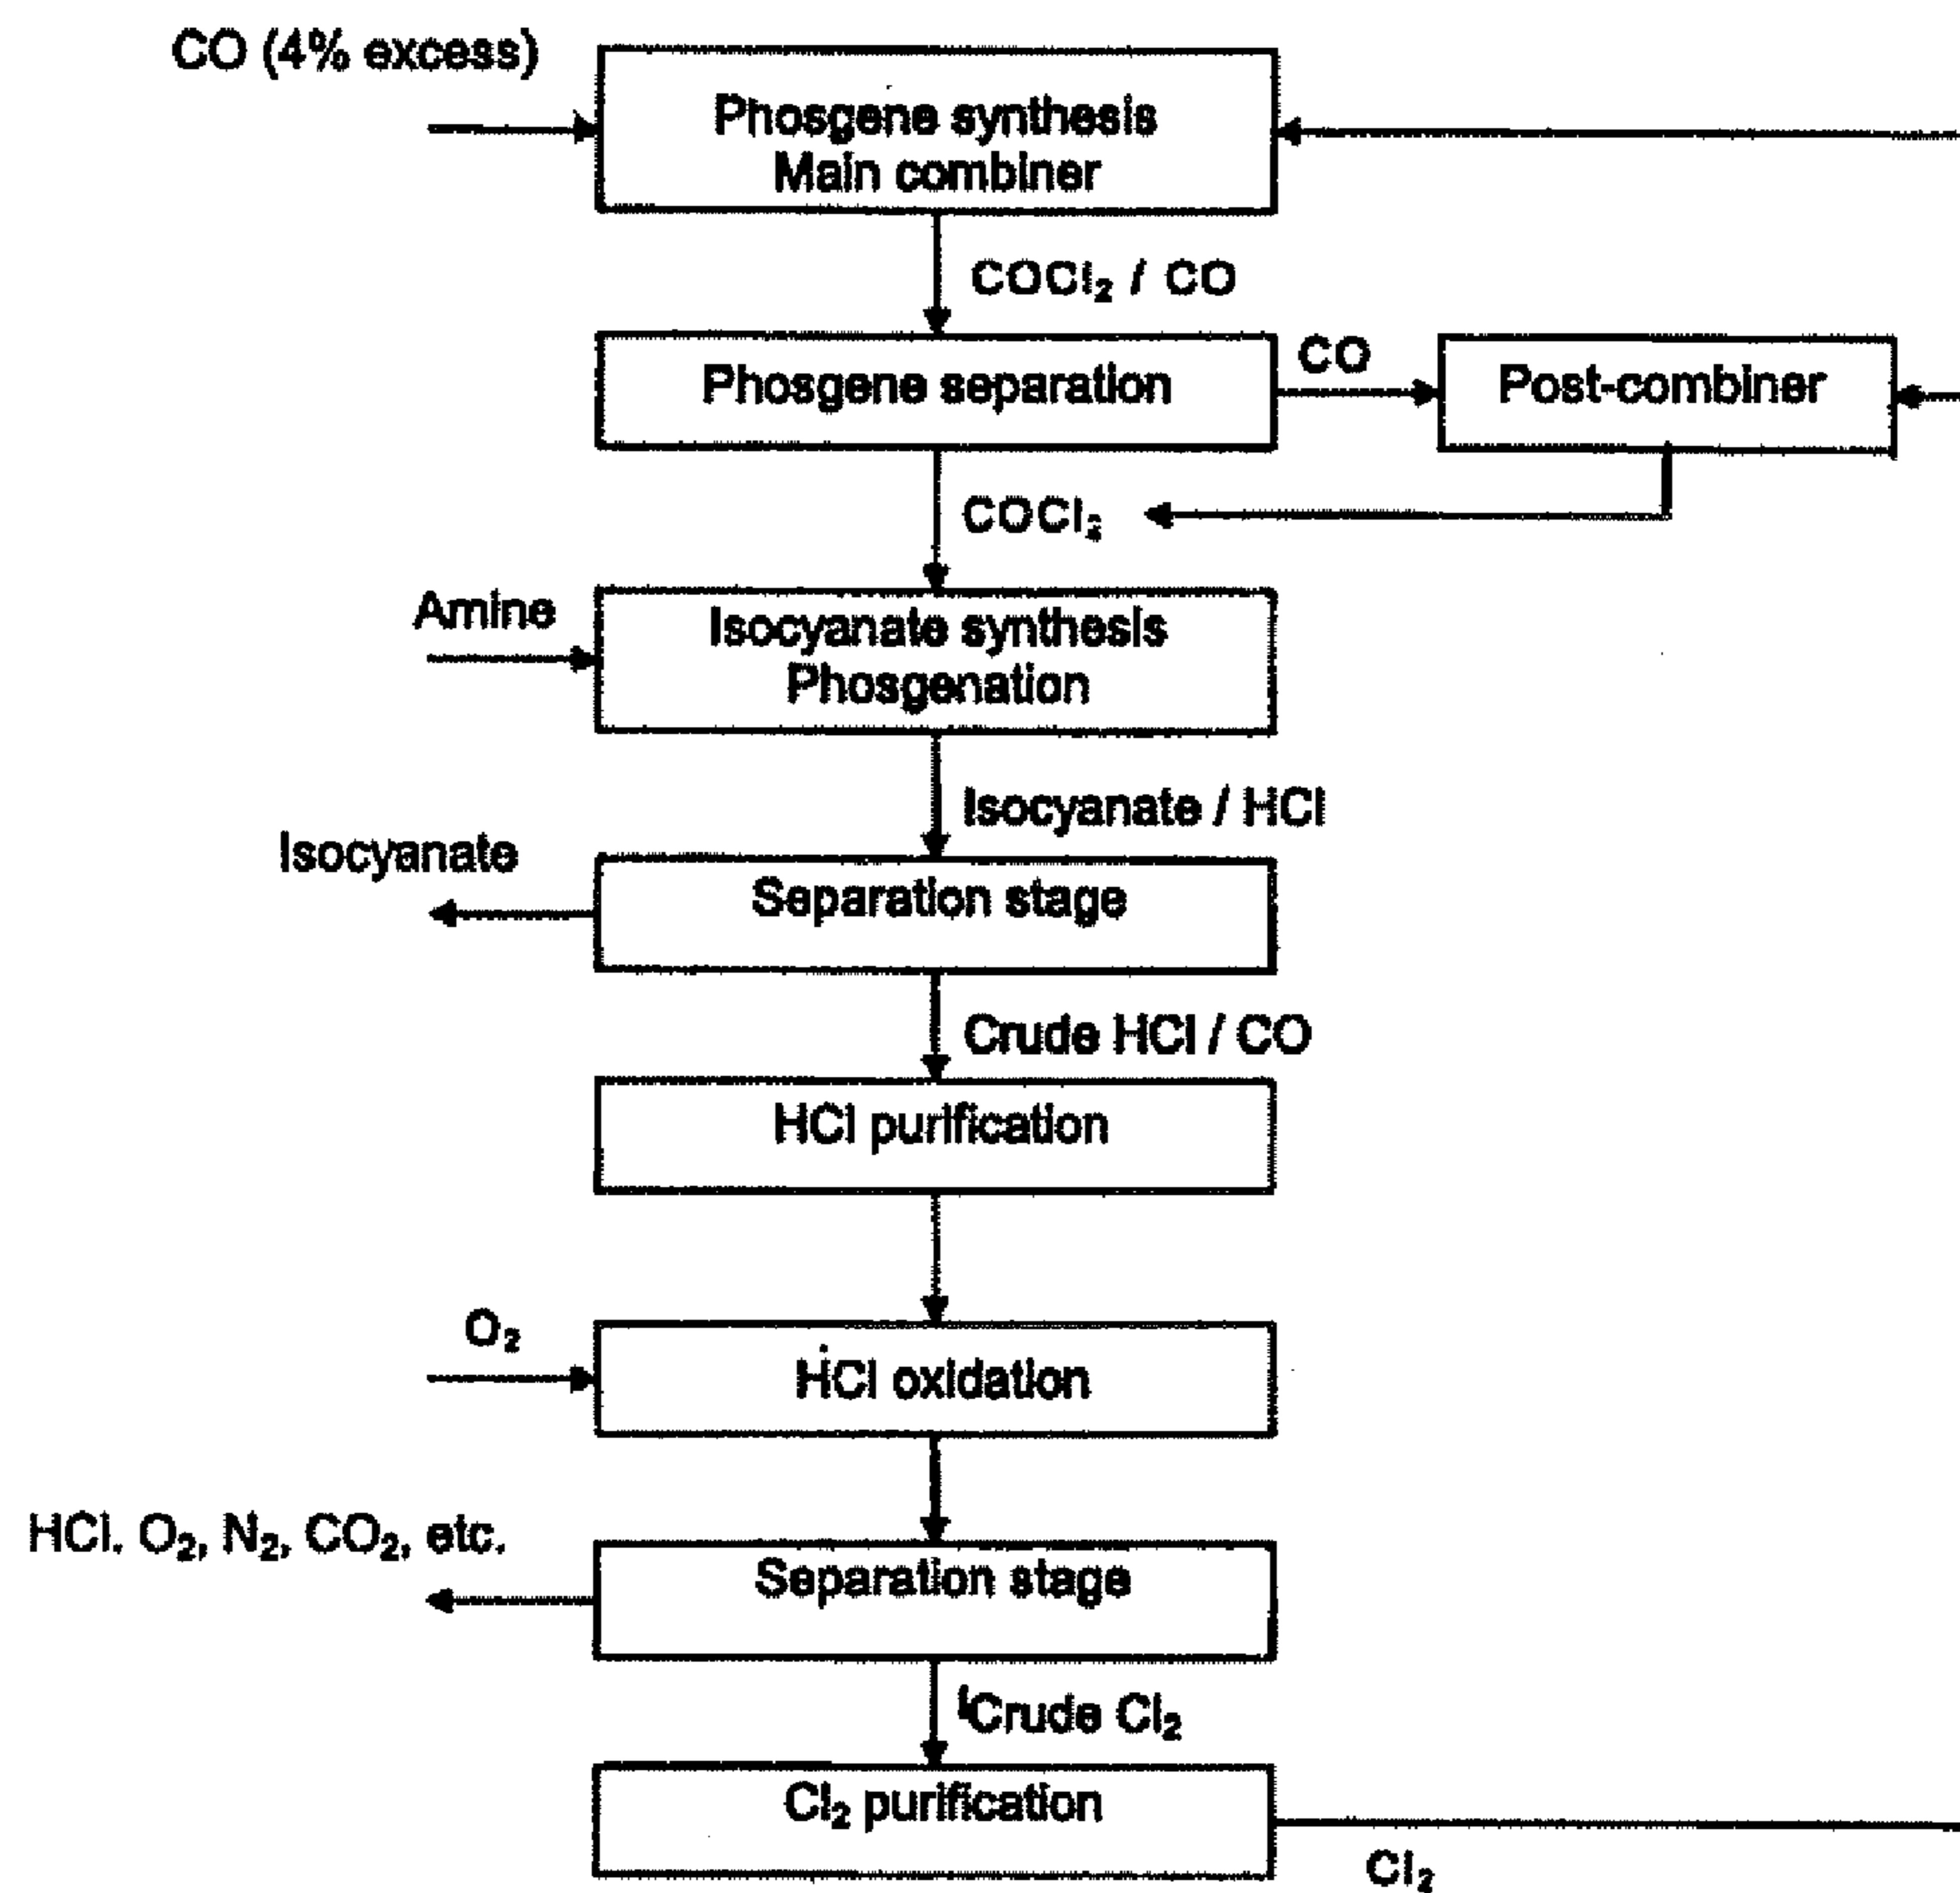 CO (4% excess)
Phosgene synthesis
Main combiner
COCl₂ / CO
Phosgene separation
CO
Post-combiner
COCl₂
Amine
Isocyanate synthesis
Phosgenation
Isocyanate / HCl
Isocyanate
Separation stage
Crude HCl / CO
HCl purification
O₂
HCl oxidation
HCl. O₂, N₂, CO₂, etc.
Separation stage
Crude Cl₂
Cl₂ purification
Cl₂